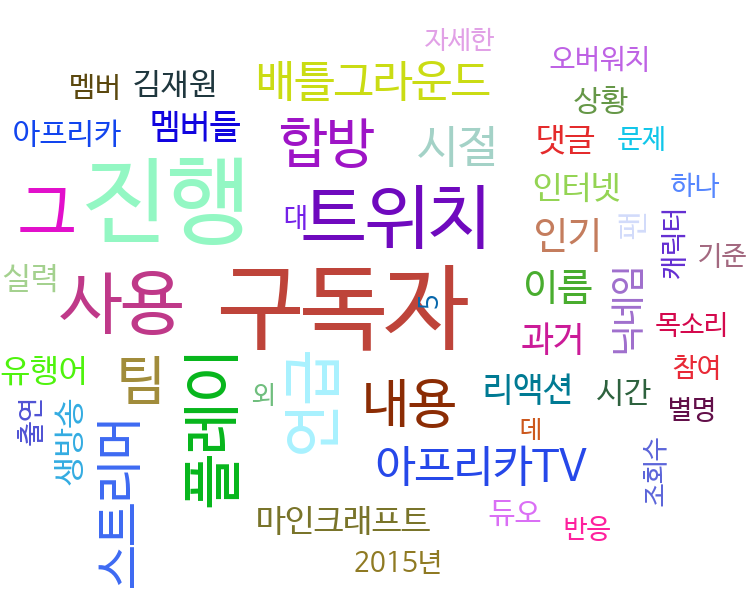 자세한
오버워치
멤버
김재원
배틀그라운드
상황
아프리카
멤버들
합방
시절
댓글
문제
진행
그
대
트위치
인터넷
하나
인기
팬
캐릭터
기준
실력
사용
구독자
5
이름
닉네임
과거
목소리
유행어
팀
플레이
외
언급
내용
리액션
시간
참여
별명
출연
생방송
스트리머
데
아프리카TV
조회수
마인크래프트
듀오
반응
2015년